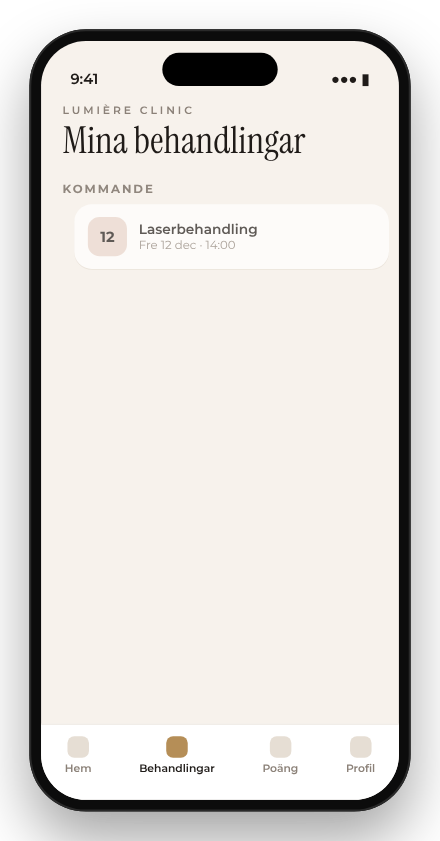 9:41
LUMIÈRE CLINIC
Mina behandlingar
KOMMANDE
12
Laserbehandling
Fre 12 dec · 14:00
Hem Behandlingar Poäng Profil